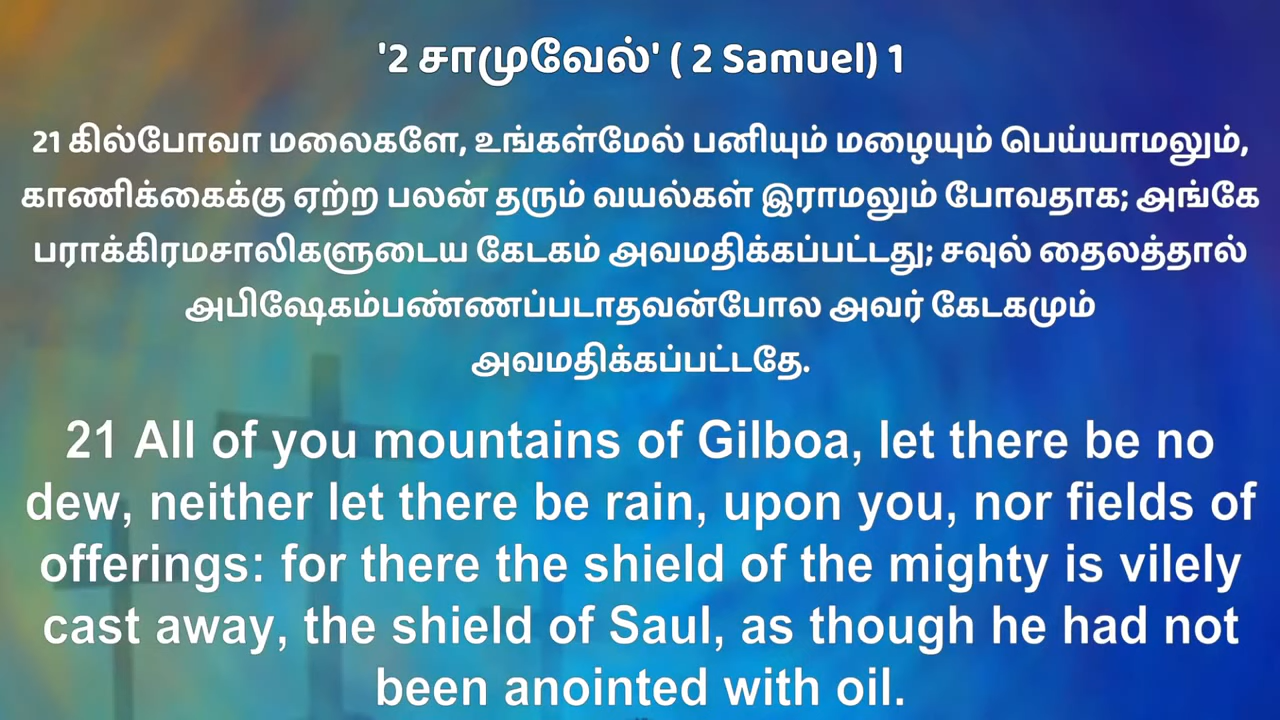 '2 சாமுவேல்' ( 2 Samuel) 1
21 கில்போவா மலைகளே, உங்கள்மேல் பனியும் மழையும் பெய்யாமலும்,
காணிக்கைக்கு ஏற்ற பலன் தரும் வயல்கள் இராமலும் போவதாக; அங்கே
பராக்கிரமசாலிகளுடைய கேடகம் அவமதிக்கப்பட்டது; சவுல் தைலத்தால்
அபிஷேகம்பண்ணப்படாதவன்போல அவர் கேடகமும்
அவமதிக்கப்பட்டதே.
21 All of you mountains of Gilboa, let there be no
dew, neither let there be rain, upon you, nor fields of
offerings: for there the shield of the mighty is vilely
cast away, the shield of Saul, as though he had not
been anointed with oil.